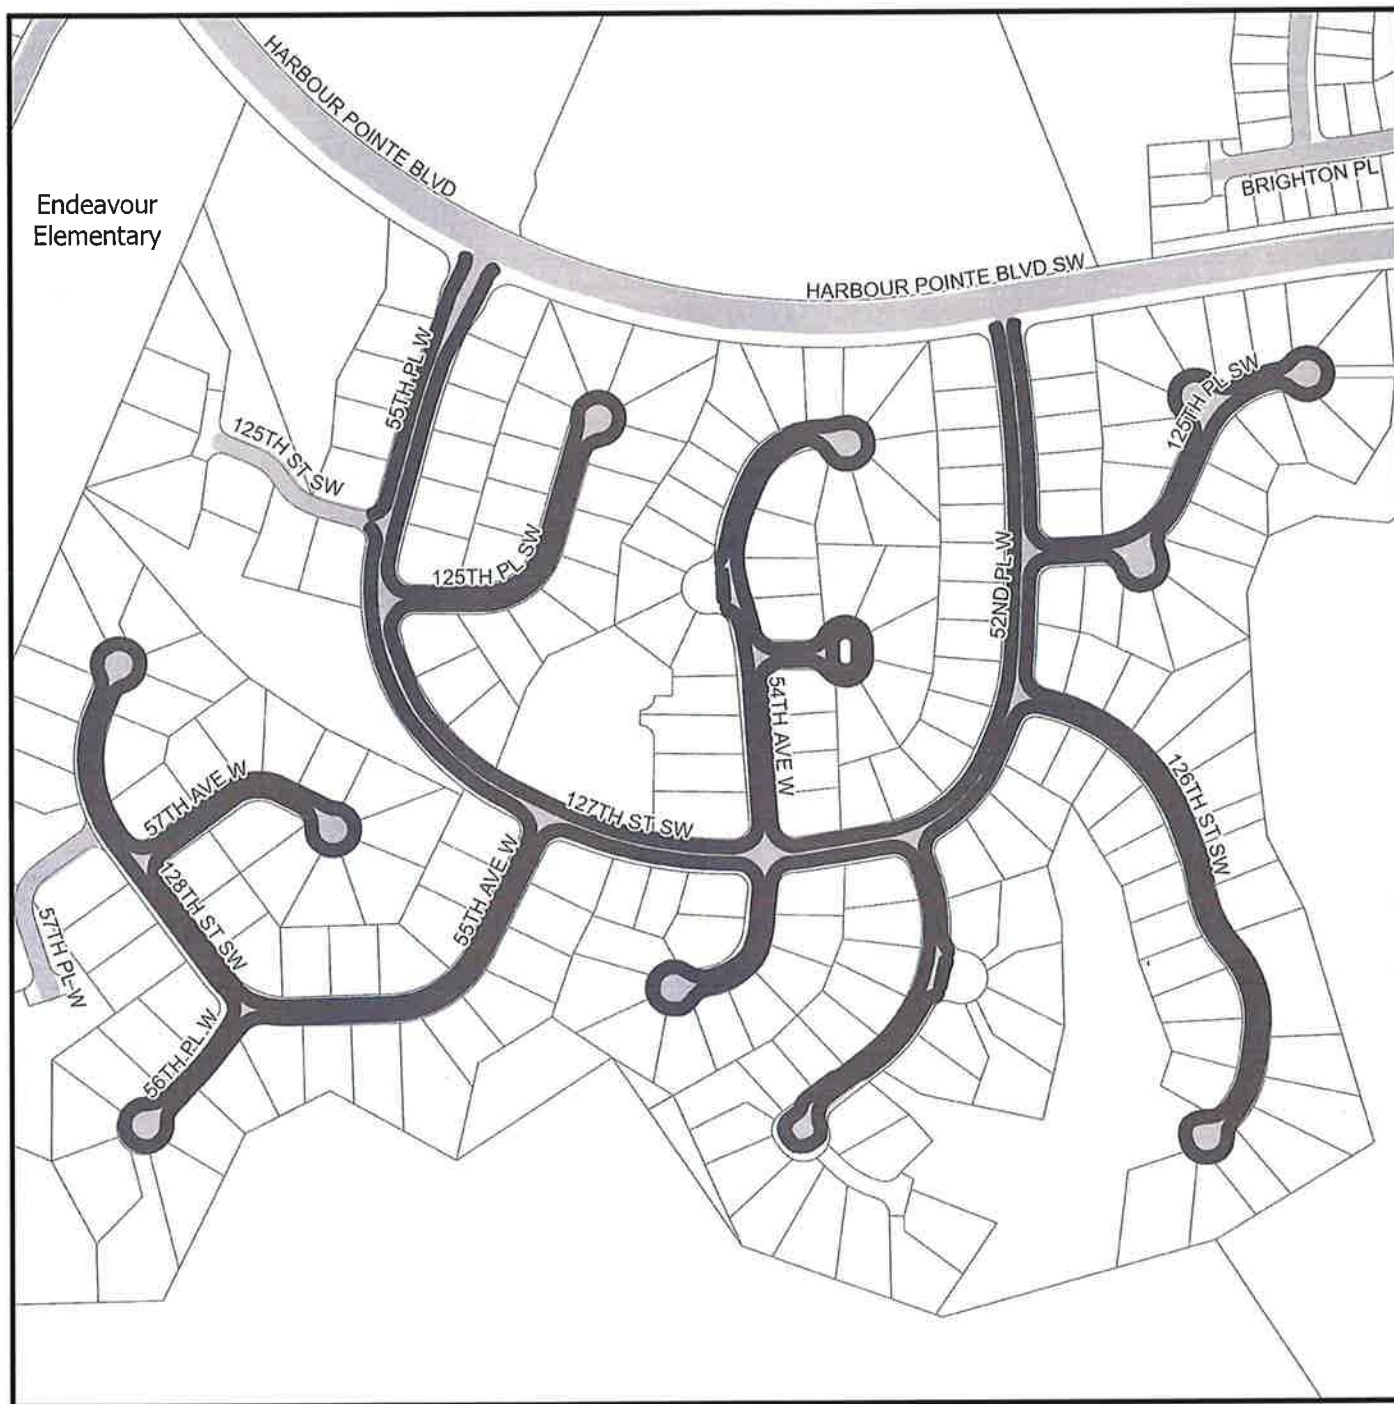 HARBOUR POINTE BLVD
BRIGHTON PL
Endeavour
Elementary
HARBOUR POINTE BLVD SW
55TH PL W
125TH PL SW
125TH ST SW
52ND PL W
125TH PL SW
54TH AVE W
57TH AVE W
127TH ST SW
126TH ST SW
128TH ST SW
55TH AVE W
57TH PL W
56TH PL W